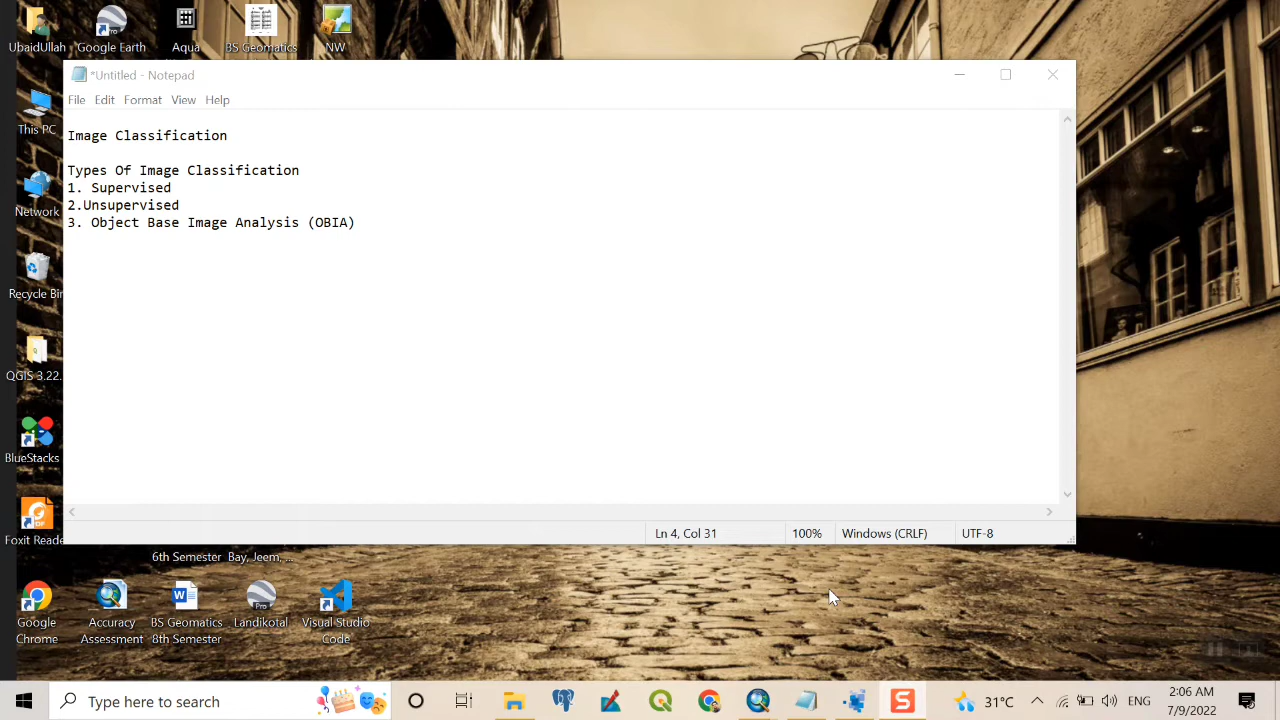 UbaidUllah
Google Earth
Aqua
BS Geomatics
NW
*Untitled - Notepad
File Edit Format View Help
Image Classification
Types Of Image Classification
1. Supervised
2.Unsupervised
3. Object Base Image Analysis (OBIA)
This PC
Network
Recycle Bin
QGIS 3.22.
BlueStacks
Foxit Reade
Ln 4, Col 31
100%
Windows (CRLF)
UTF-8
6th Semester Bay, Jeem, ...
Google Chrome
Accuracy Assessment
BS Geomatics 8th Semester
Landikotal
Visual Studio Code
Type here to search
31°C
ENG
2:06 AM
7/9/2022